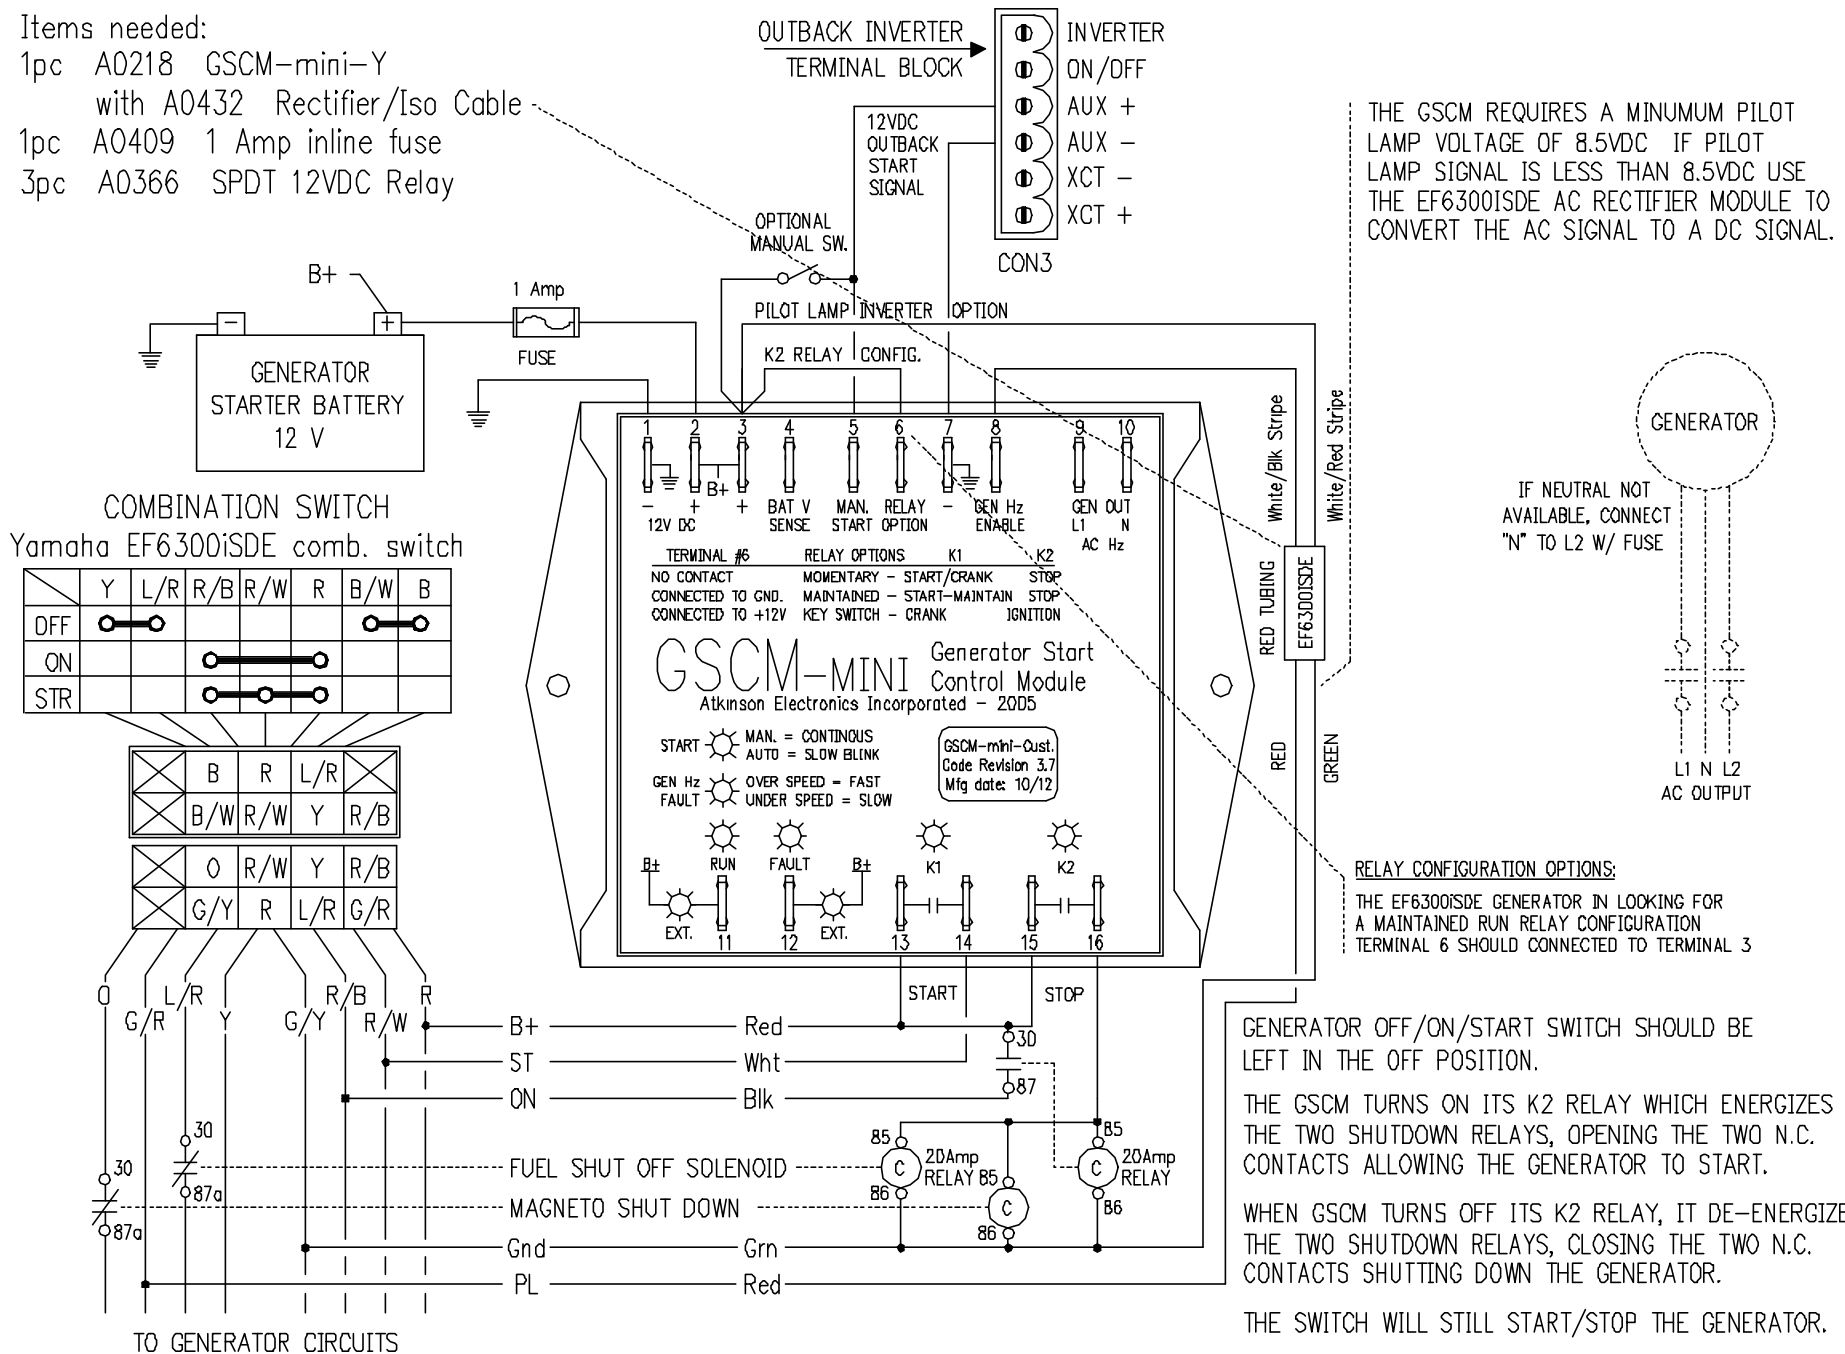 Items needed:
1pc A0218 GSCM-mini-Y
with A0432 Rectifier/Iso Cable
1pc A0409 1 Amp inline fuse
3pc A0366 SPDT 12VDC Relay
OUTBACK INVERTER
TERMINAL BLOCK
INVERTER
ON/OFF
AUX +
AUX -
XCT -
XCT +
CON3
12VDC
OUTBACK
START
SIGNAL
OPTIONAL
MANUAL SW.
THE GSCM REQUIRES A MINUMUM PILOT
LAMP VOLTAGE OF 8.5VDC IF PILOT
LAMP SIGNAL IS LESS THAN 8.5VDC USE
THE EF6300ISDE AC RECTIFIER MODULE TO
CONVERT THE AC SIGNAL TO A DC SIGNAL.
B+
1 Amp
FUSE
- +
GENERATOR
STARTER BATTERY
12 V
PILOT LAMP INVERTER OPTION
K2 RELAY CONFIG.
1 2 3 4 5 6 7 8 9 10
B+
- + + BAT V MAN. RELAY - GEN Hz GEN OUT
12V DC SENSE START OPTION ENABLE L1 N
AC Hz
TERMINAL #6 RELAY OPTIONS K1 K2
NO CONTACT MOMENTARY - START/CRANK STOP
CONNECTED TO GND. MAINTAINED - START-MAINTAIN STOP
CONNECTED TO +12V KEY SWITCH - CRANK IGNITION
GSCM-MINI Generator Start
Control Module
Atkinson Electronics Incorporated - 2005
START MAN. = CONTINOUS
AUTO = SLOW BLINK
GEN Hz OVER SPEED = FAST
FAULT UNDER SPEED = SLOW
GSCM-mini-Cust.
Code Revision 3.7
Mfg date: 10/12
RUN FAULT K1 K2
B+ B+
EXT. EXT.
11 12 13 14 15 16
White/Blk Stripe
White/Red Stripe
RED TUBING
EF6300ISDE
RED
GREEN
GENERATOR
IF NEUTRAL NOT
AVAILABLE, CONNECT
"N" TO L2 W/ FUSE
L1 N L2
AC OUTPUT
COMBINATION SWITCH
Yamaha EF6300iSDE comb. switch
Y L/R R/B R/W R B/W B
OFF
ON
STR
B R L/R
B/W R/W Y R/B
O R/W Y R/B
G/Y R L/R G/R
O L/R R/B R
G/R Y G/Y R/W
RELAY CONFIGURATION OPTIONS:
THE EF6300iSDE GENERATOR IN LOOKING FOR
A MAINTAINED RUN RELAY CONFIGURATION
TERMINAL 6 SHOULD CONNECTED TO TERMINAL 3
START STOP
B+ Red
ST Wht
ON Blk
30
87
30
87a
30
87a
FUEL SHUT OFF SOLENOID
MAGNETO SHUT DOWN
85
C
86
20Amp
RELAY
85
C
86
85
C
86
20Amp
RELAY
Gnd Grn
PL Red
TO GENERATOR CIRCUITS
GENERATOR OFF/ON/START SWITCH SHOULD BE
LEFT IN THE OFF POSITION.
THE GSCM TURNS ON ITS K2 RELAY WHICH ENERGIZES
THE TWO SHUTDOWN RELAYS, OPENING THE TWO N.C.
CONTACTS ALLOWING THE GENERATOR TO START.
WHEN GSCM TURNS OFF ITS K2 RELAY, IT DE-ENERGIZE
THE TWO SHUTDOWN RELAYS, CLOSING THE TWO N.C.
CONTACTS SHUTTING DOWN THE GENERATOR.
THE SWITCH WILL STILL START/STOP THE GENERATOR.